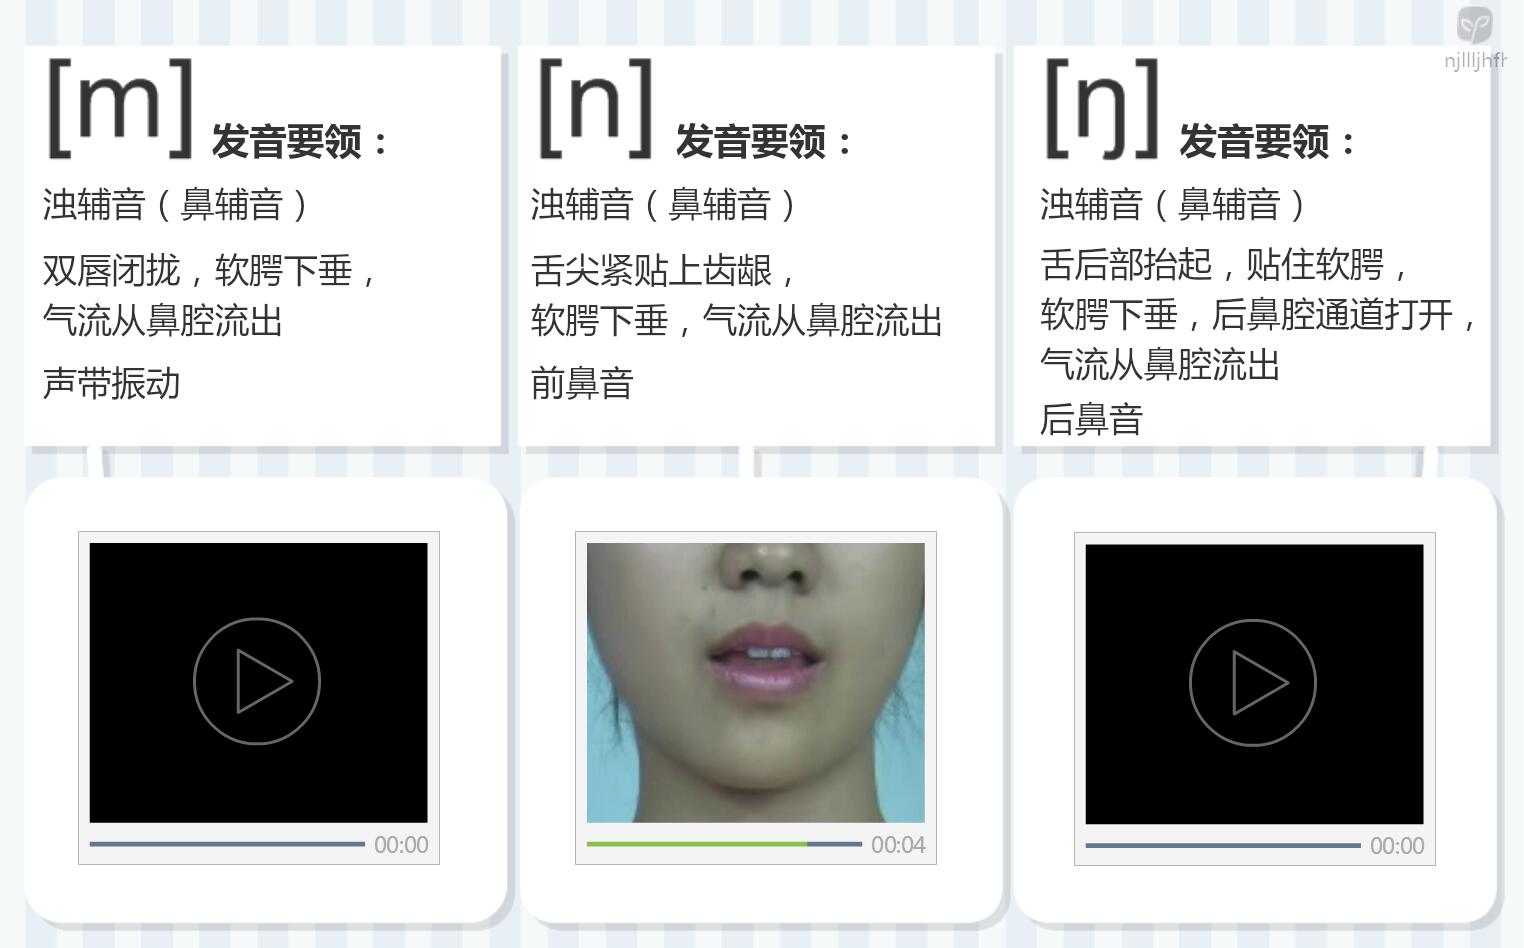 [m] 发音要领：
浊辅音（鼻辅音）
双唇闭拢，软腭下垂，
气流从鼻腔流出
声带振动
[n] 发音要领：
浊辅音（鼻辅音）
舌尖紧贴上齿龈，
软腭下垂，气流从鼻腔流出
前鼻音
[ŋ] 发音要领：
浊辅音（鼻辅音）
舌后部抬起，贴住软腭，
软腭下垂，后鼻腔通道打开，
气流从鼻腔流出
后鼻音
00:00
00:04
00:00